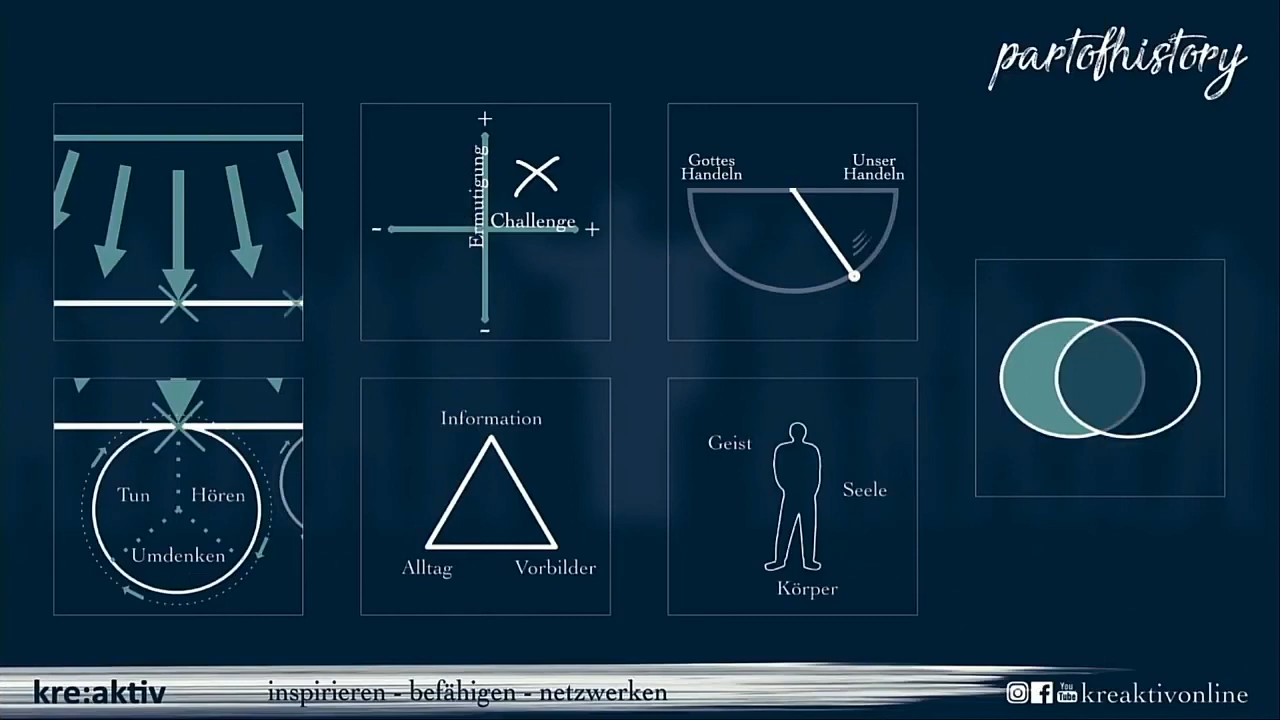 partofhistory
+
Ermutigung
Challenge
- +
-
Gottes
Handeln
Unser
Handeln
Tun
Hören
Umdenken
Information
Alltag
Vorbilder
Geist
Seele
Körper
kre:aktiv
inspirieren - befähigen - netzwerken
You
Tube
kreaktivonline